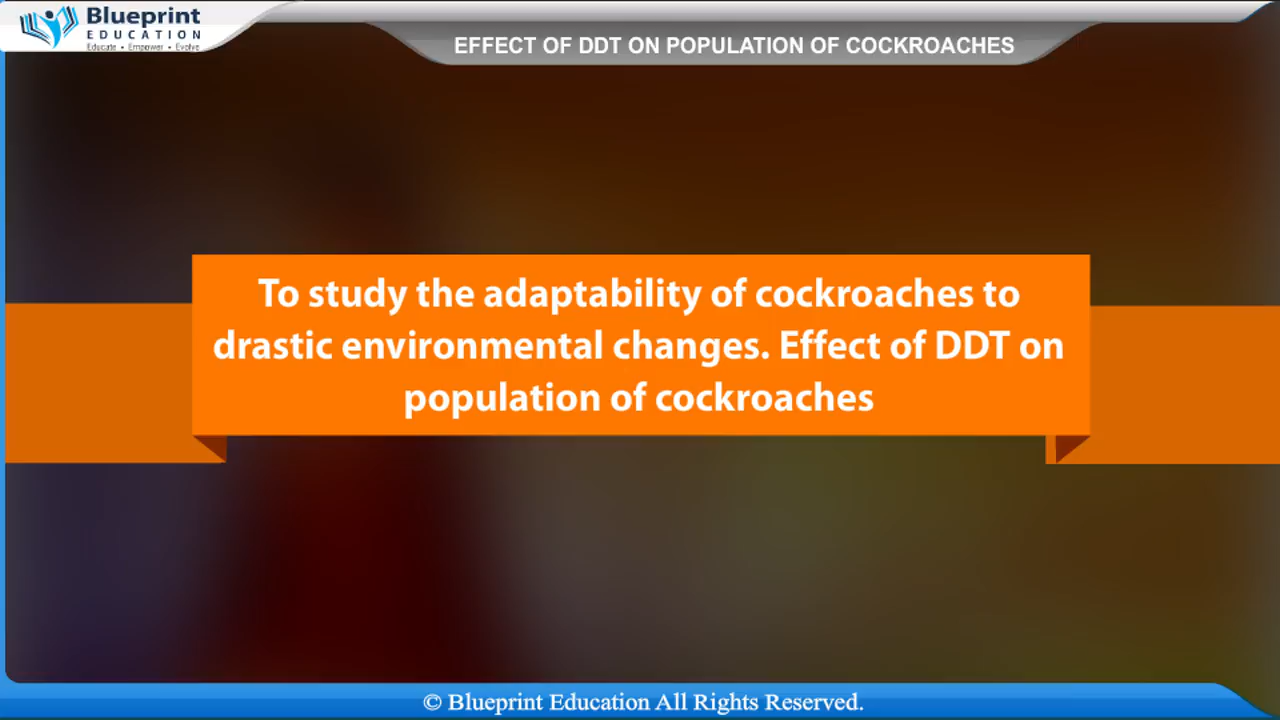 Blueprint
EDUCATION
Educate • Empower • Evolve
EFFECT OF DDT ON POPULATION OF COCKROACHES
To study the adaptability of cockroaches to
drastic environmental changes. Effect of DDT on
population of cockroaches
© Blueprint Education All Rights Reserved.